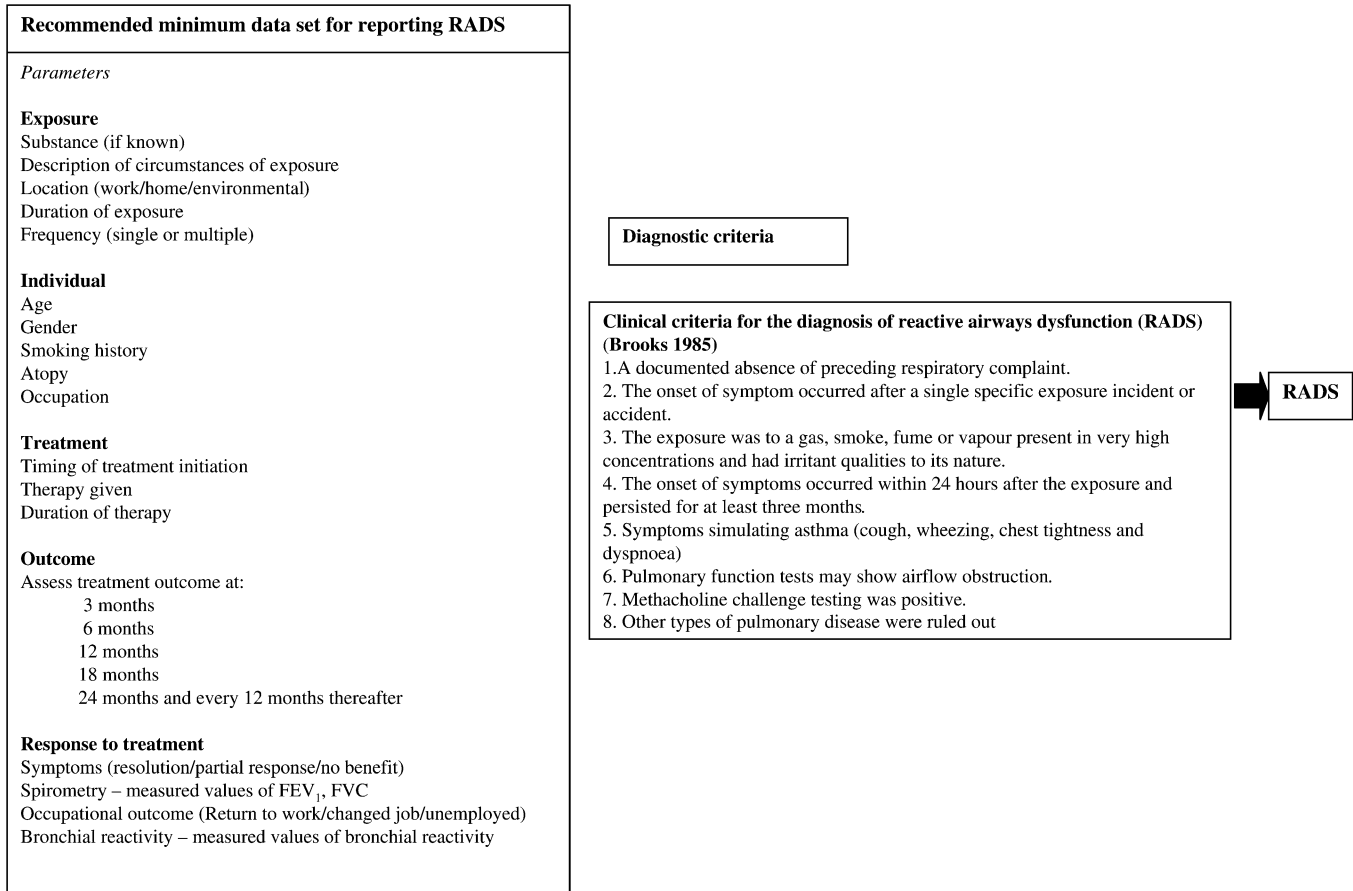 Recommended minimum data set for reporting RADS
Parameters
Exposure
Substance (if known)
Description of circumstances of exposure
Location (work/home/environmental)
Duration of exposure
Frequency (single or multiple)
Individual
Age
Gender
Smoking history
Atopy
Occupation
Treatment
Timing of treatment initiation
Therapy given
Duration of therapy
Outcome
Assess treatment outcome at:
3 months
6 months
12 months
18 months
24 months and every 12 months thereafter
Response to treatment
Symptoms (resolution/partial response/no benefit)
Spirometry – measured values of FEV₁, FVC
Occupational outcome (Return to work/changed job/unemployed)
Bronchial reactivity – measured values of bronchial reactivity
Diagnostic criteria
Clinical criteria for the diagnosis of reactive airways dysfunction (RADS)
(Brooks 1985)
1.A documented absence of preceding respiratory complaint.
2. The onset of symptom occurred after a single specific exposure incident or
accident.
3. The exposure was to a gas, smoke, fume or vapour present in very high
concentrations and had irritant qualities to its nature.
4. The onset of symptoms occurred within 24 hours after the exposure and
persisted for at least three months.
5. Symptoms simulating asthma (cough, wheezing, chest tightness and
dyspnoea)
6. Pulmonary function tests may show airflow obstruction.
7. Methacholine challenge testing was positive.
8. Other types of pulmonary disease were ruled out
RADS